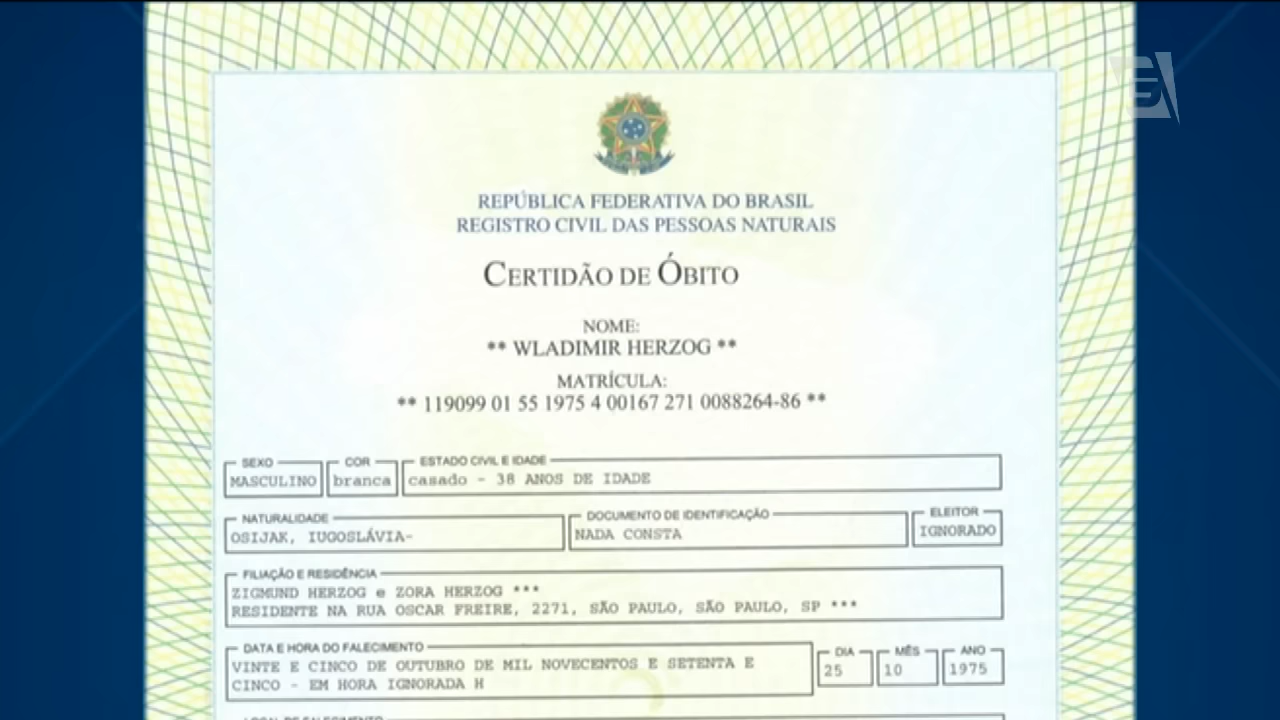 REPÚBLICA FEDERATIVA DO BRASIL
REGISTRO CIVIL DAS PESSOAS NATURAIS
CERTIDÃO DE ÓBITO
NOME:
** WLADIMIR HERZOG **
MATRÍCULA:
** 119099 01 55 1975 4 00167 271 0088264-86 **
SEXO COR ESTADO CIVIL E IDADE
MASCULINO branca casado - 38 ANOS DE IDADE
NATURALIDADE DOCUMENTO DE IDENTIFICAÇÃO ELEITOR
OSIJAK, IUGOSLÁVIA- NADA CONSTA IGNORADO
FILIAÇÃO E RESIDÊNCIA
ZIGMUND HERZOG e ZORA HERZOG ***
RESIDENTE NA RUA OSCAR FREIRE, 2271, SÃO PAULO, SÃO PAULO, SP ***
DATA E HORA DO FALECIMENTO DIA MÊS ANO
VINTE E CINCO DE OUTUBRO DE MIL NOVECENTOS E SETENTA E 25 10 1975
CINCO - EM HORA IGNORADA H
LOCAL DE FALECIMENTO